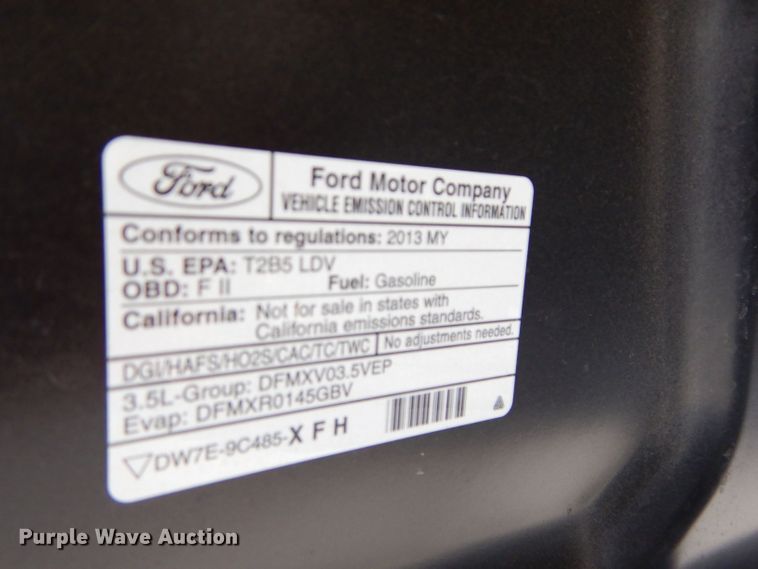 Ford
Ford Motor Company
VEHICLE EMISSION CONTROL INFORMATION
Conforms to regulations: 2013 MY
U.S. EPA: T2B5 LDV
OBD: F II Fuel: Gasoline
California: Not for sale in states with
California emissions standards.
DGI/HAFS/HO2S/CAC/TC/TWC No adjustments needed.
3.5L-Group: DFMXV03.5VEP
Evap: DFMXR0145GBV
DW7E-9C485-X F H
Purple Wave Auction